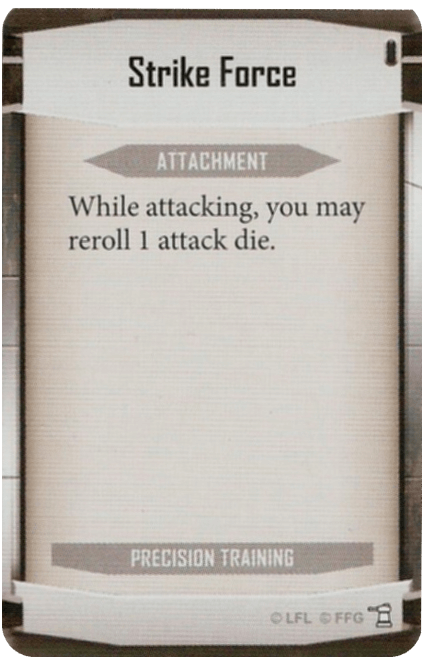 Strike Force
ATTACHMENT
While attacking, you may
reroll 1 attack die.
PRECISION TRAINING
© LFL © FFG